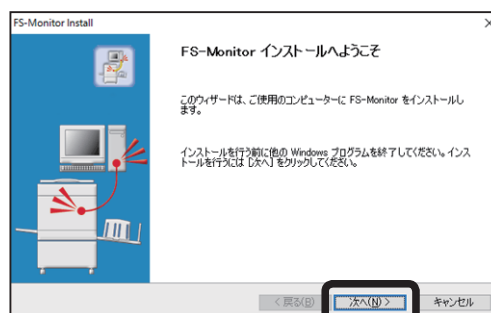 FS-Monitor Install
FS-Monitor インストールへようこそ
このウィザードは、ご使用のコンピューターに FS-Monitor をインストールし
ます。
インストールを行う前に他の Windows プログラムを終了してください。インス
トールを行うには [次へ] をクリックしてください。
< 戻る(B)
次へ(N) >
キャンセル